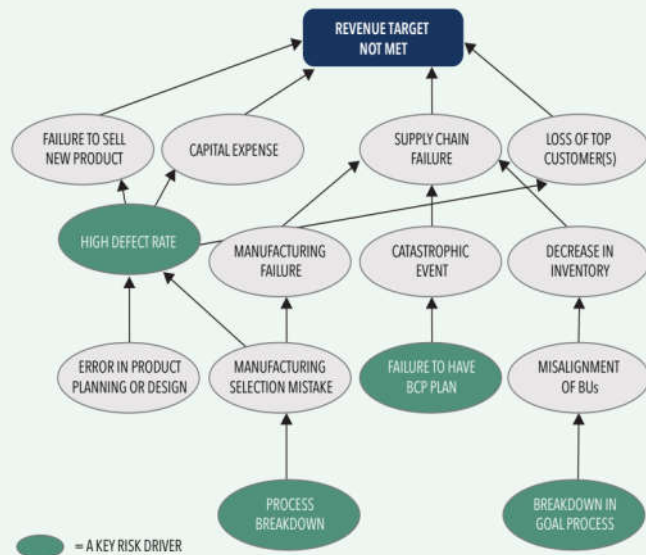 REVENUE TARGET
NOT MET
FAILURE TO SELL
NEW PRODUCT
CAPITAL EXPENSE
SUPPLY CHAIN
FAILURE
LOSS OF TOP
CUSTOMER(S)
HIGH DEFECT RATE
MANUFACTURING
FAILURE
CATASTROPHIC
EVENT
DECREASE IN
INVENTORY
ERROR IN PRODUCT
PLANNING OR DESIGN
MANUFACTURING
SELECTION MISTAKE
FAILURE TO HAVE
BCP PLAN
MISALIGNMENT
OF BUs
PROCESS
BREAKDOWN
BREAKDOWN IN
GOAL PROCESS
= A KEY RISK DRIVER